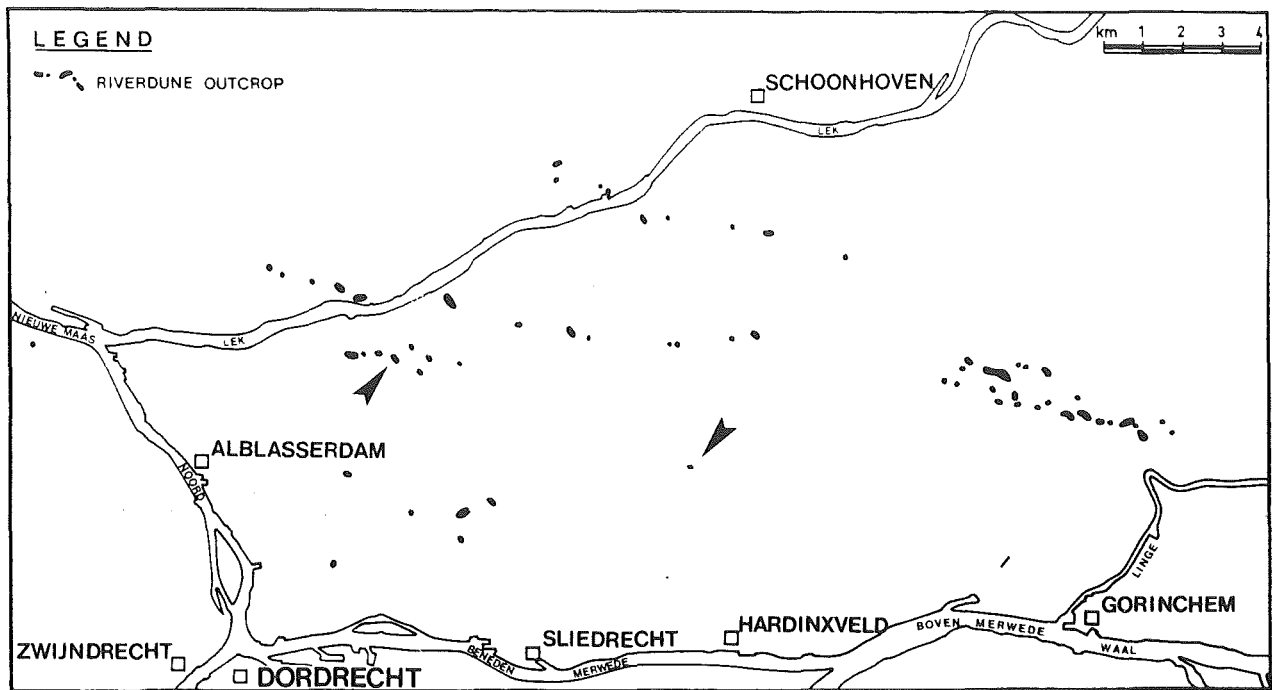 LEGEND
RIVERDUNE OUTCROP
km 1 2 3 4
SCHOONHOVEN
LEK
NIEUWE MAAS
LEK
ALBLASSERDAM
NOORD
LINGE
GORINCHEM
HARDINXVELD
BOVEN MERWEDE
WAAL
SLIEDRECHT
BENEDEN MERWEDE
ZWIJNDRECHT
DORDRECHT